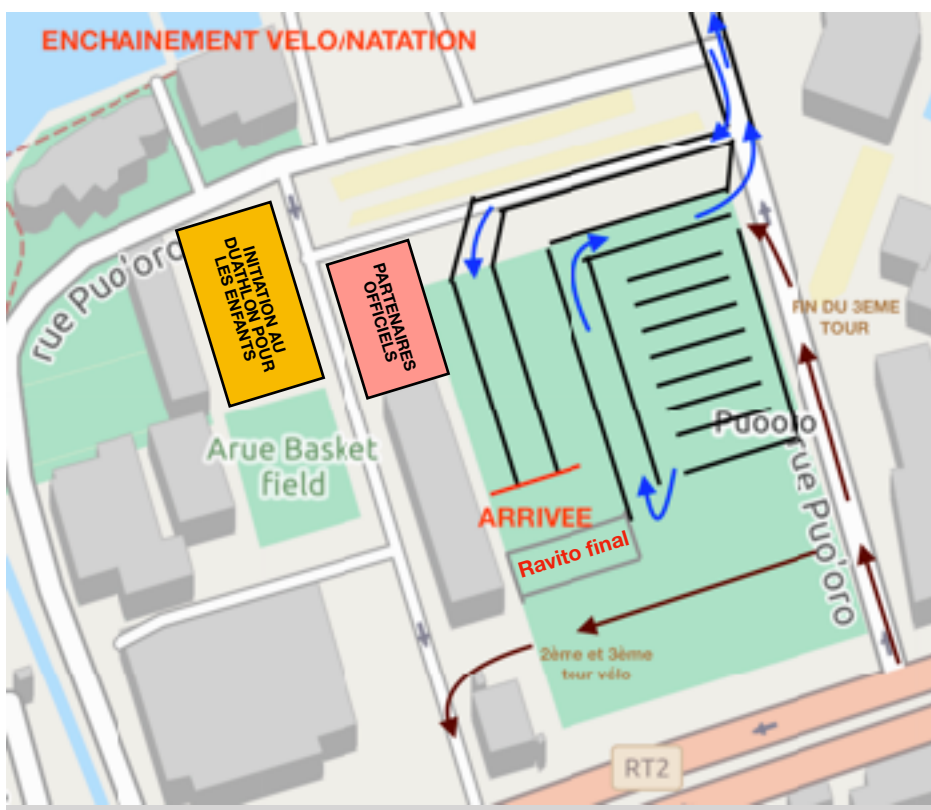 ENCHAINEMENT VELO/NATATION
rue Puo'oro
INITIATION AU
DUATHLON POUR
LES ENFANTS
PARTENAIRES
OFFICIELS
FIN DU 3EME
TOUR
Puooro
rue Puo'oro
Arue Basket
field
ARRIVEE
Ravito final
2ème et 3ème
tour vélo
RT2